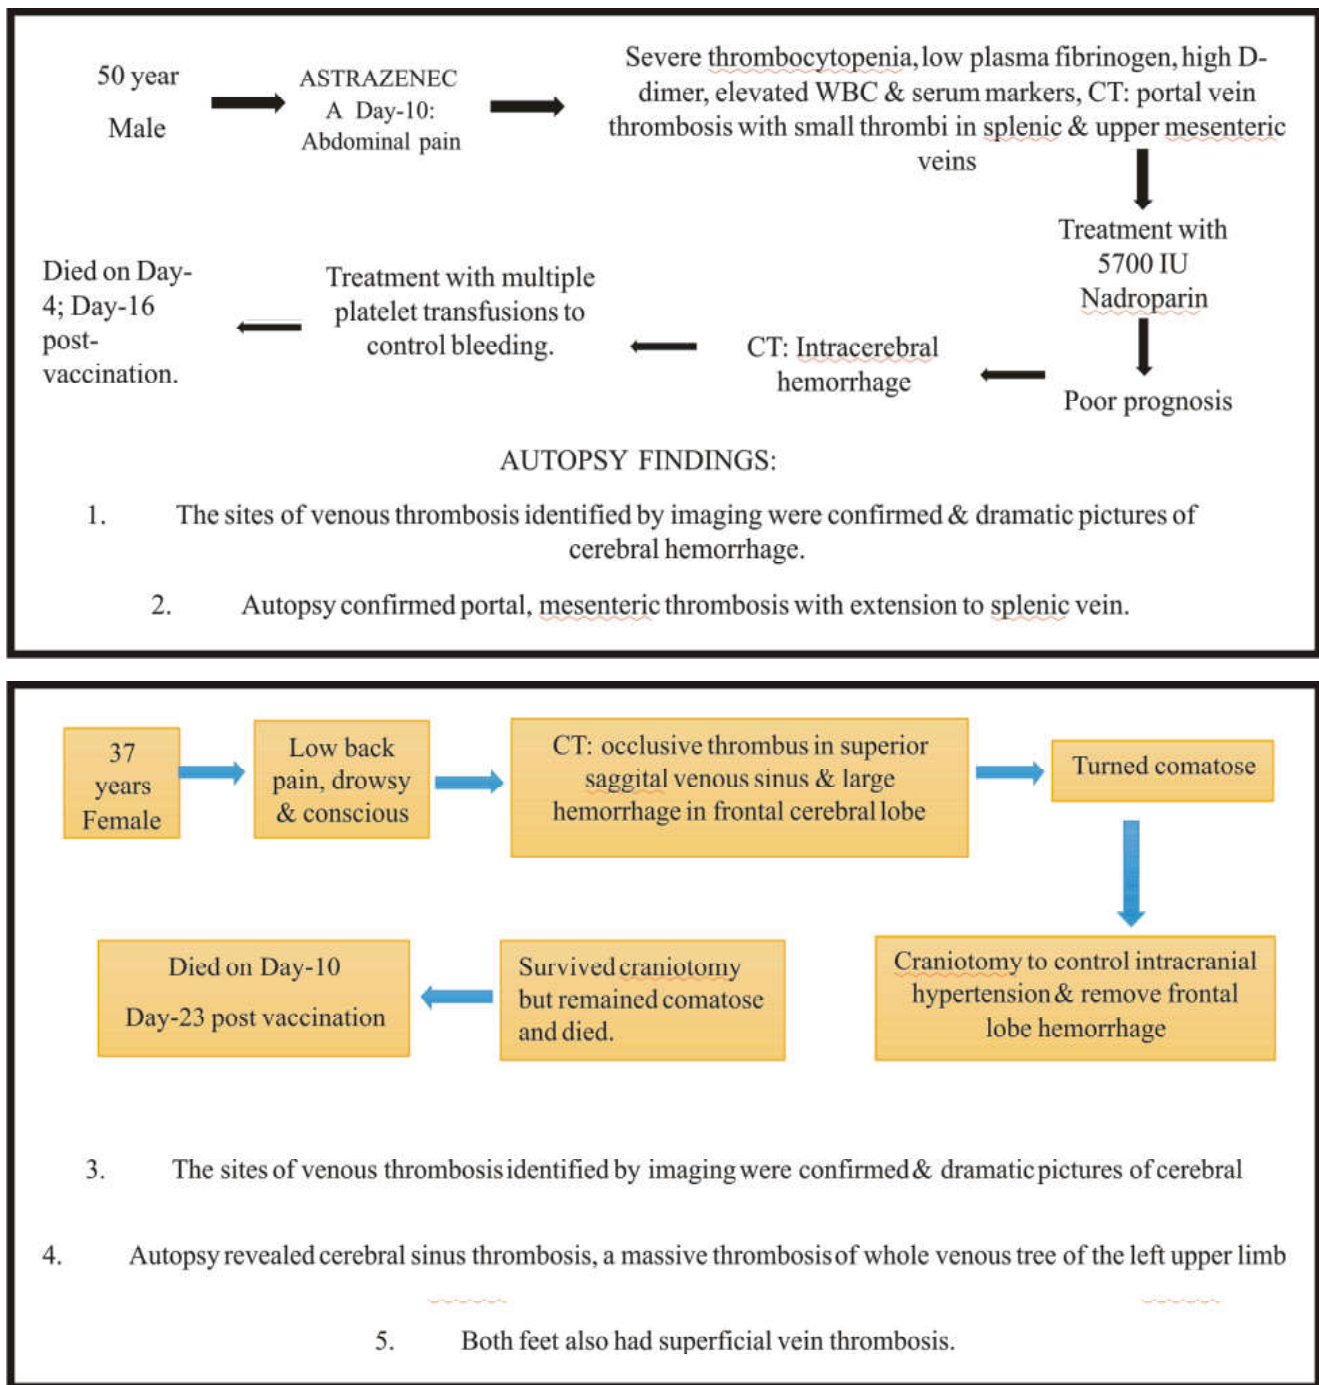 50 year
Male
ASTRAZENEC
A Day-10:
Abdominal pain
Severe thrombocytopenia, low plasma fibrinogen, high D-
dimer, elevated WBC & serum markers, CT: portal vein
thrombosis with small thrombi in splenic & upper mesenteric
veins
Treatment with
5700 IU
Nadroparin
Poor prognosis
CT: Intracerebral
hemorrhage
Treatment with multiple
platelet transfusions to
control bleeding.
Died on Day-
4; Day-16
post-
vaccination.
AUTOPSY FINDINGS:
1. The sites of venous thrombosis identified by imaging were confirmed & dramatic pictures of
cerebral hemorrhage.
2. Autopsy confirmed portal, mesenteric thrombosis with extension to splenic vein.
37
years
Female
Low back
pain, drowsy
& conscious
CT: occlusive thrombus in superior
saggital venous sinus & large
hemorrhage in frontal cerebral lobe
Turned comatose
Craniotomy to control intracranial
hypertension & remove frontal
lobe hemorrhage
Survived craniotomy
but remained comatose
and died.
Died on Day-10
Day-23 post vaccination
3. The sites of venous thrombosis identified by imaging were confirmed & dramatic pictures of cerebral
4. Autopsy revealed cerebral sinus thrombosis, a massive thrombosis of whole venous tree of the left upper limb
5. Both feet also had superficial vein thrombosis.